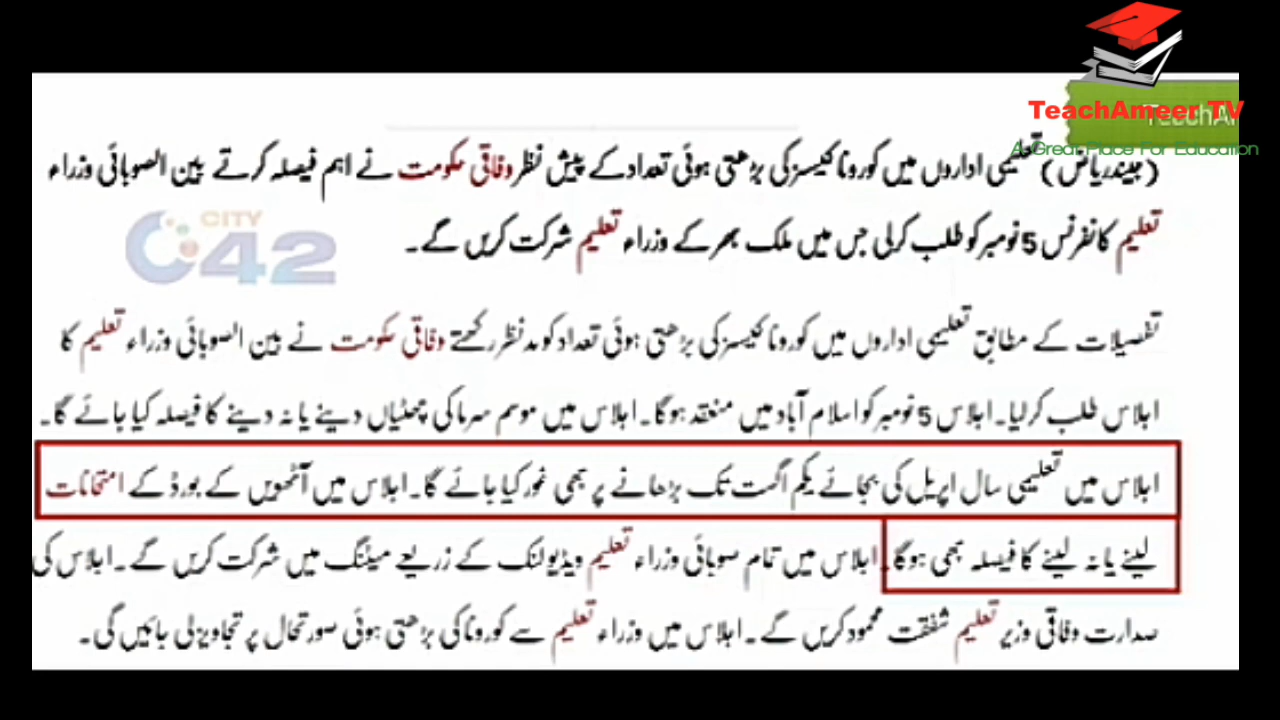 TeachAmeer TV
TeachA
A Great Place For Education
(جنید ریاض) تعلیمی اداروں میں کورونا کیسز کی بڑھتی ہوئی تعداد کے پیش نظر وفاقی حکومت نے اہم فیصلہ کرتے بین الصوبائی وزراء
تعلیم کانفرنس 5 نومبر کو طلب کرلی جس میں ملک بھر کے وزراء تعلیم شرکت کریں گے۔
CITY
42
تفصیلات کے مطابق تعلیمی اداروں میں کورونا کیسز کی بڑھتی ہوئی تعداد کو مدنظر رکھتے وفاقی حکومت نے بین الصوبائی وزراء تعلیم کا
اجلاس طلب کرلیا۔ اجلاس 5 نومبر کو اسلام آباد میں منعقد ہوگا۔ اجلاس میں موسم سرما کی چھٹیاں دینے یا نہ دینے کا فیصلہ کیا جائے گا۔
اجلاس میں تعلیمی سال اپریل کی بجائے یکم اگست تک بڑھانے پر بھی غور کیا جائے گا۔ اجلاس میں آٹھویں کے بورڈ کے امتحانات
لینے یا نہ لینے کا فیصلہ بھی ہوگا۔ اجلاس میں تمام صوبائی وزراء تعلیم ویڈیو لنک کے زریعے میٹنگ میں شرکت کریں گے۔ اجلاس کی
صدارت وفاقی وزیر تعلیم شفقت محمود کریں گے۔ اجلاس میں وزراء تعلیم سے کورونا کی بڑھتی ہوئی صورتحال پر تجاویز لی جائیں گی۔